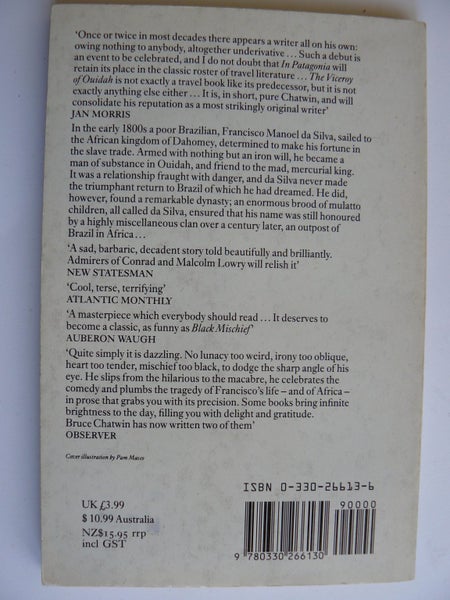 'Once or twice in most decades there appears a writer all on his own:
owing nothing to anybody, altogether underivative ... Such a debut is
an event to be celebrated, and I do not doubt that In Patagonia will
retain its place in the classic roster of travel literature ... The Viceroy
of Ouidah is not exactly a travel book like its predecessor, but it is not
exactly anything else either ... It is, in short, pure Chatwin, and will
consolidate his reputation as a most strikingly original writer'
JAN MORRIS
In the early 1800s a poor Brazilian, Francisco Manoel da Silva, sailed to
the African kingdom of Dahomey, determined to make his fortune in
the slave trade. Armed with nothing but an iron will, he became a
man of substance in Ouidah, and friend to the mad, mercurial king.
It was a relationship fraught with danger, and da Silva never made
the triumphant return to Brazil of which he had dreamed. He did,
however, found a remarkable dynasty; an enormous brood of mulatto
children, all called da Silva, ensured that his name was still honoured
by a highly miscellaneous clan over a century later, an outpost of
Brazil in Africa ...
'A sad, barbaric, decadent story told beautifully and brilliantly.
Admirers of Conrad and Malcolm Lowry will relish it'
NEW STATESMAN
'Cool, terse, terrifying'
ATLANTIC MONTHLY
'A masterpiece which everybody should read ... It deserves to
become a classic, as funny as Black Mischief'
AUBERON WAUGH
'Quite simply it is dazzling. No lunacy too weird, irony too oblique,
heart too tender, mischief too black, to dodge the sharp angle of his
eye. He slips from the hilarious to the macabre, he celebrates the
comedy and plumbs the tragedy of Francisco's life – and of Africa –
in prose that grabs you with its precision. Some books bring infinite
brightness to the day, filling you with delight and gratitude.
Bruce Chatwin has now written two of them'
OBSERVER
Cover illustration by Pam
ISBN 0-330-26613-6
UK £3.99
$ 10.99 Australia
NZ$15.95 rrp
incl GST
90000
9 780330 266130